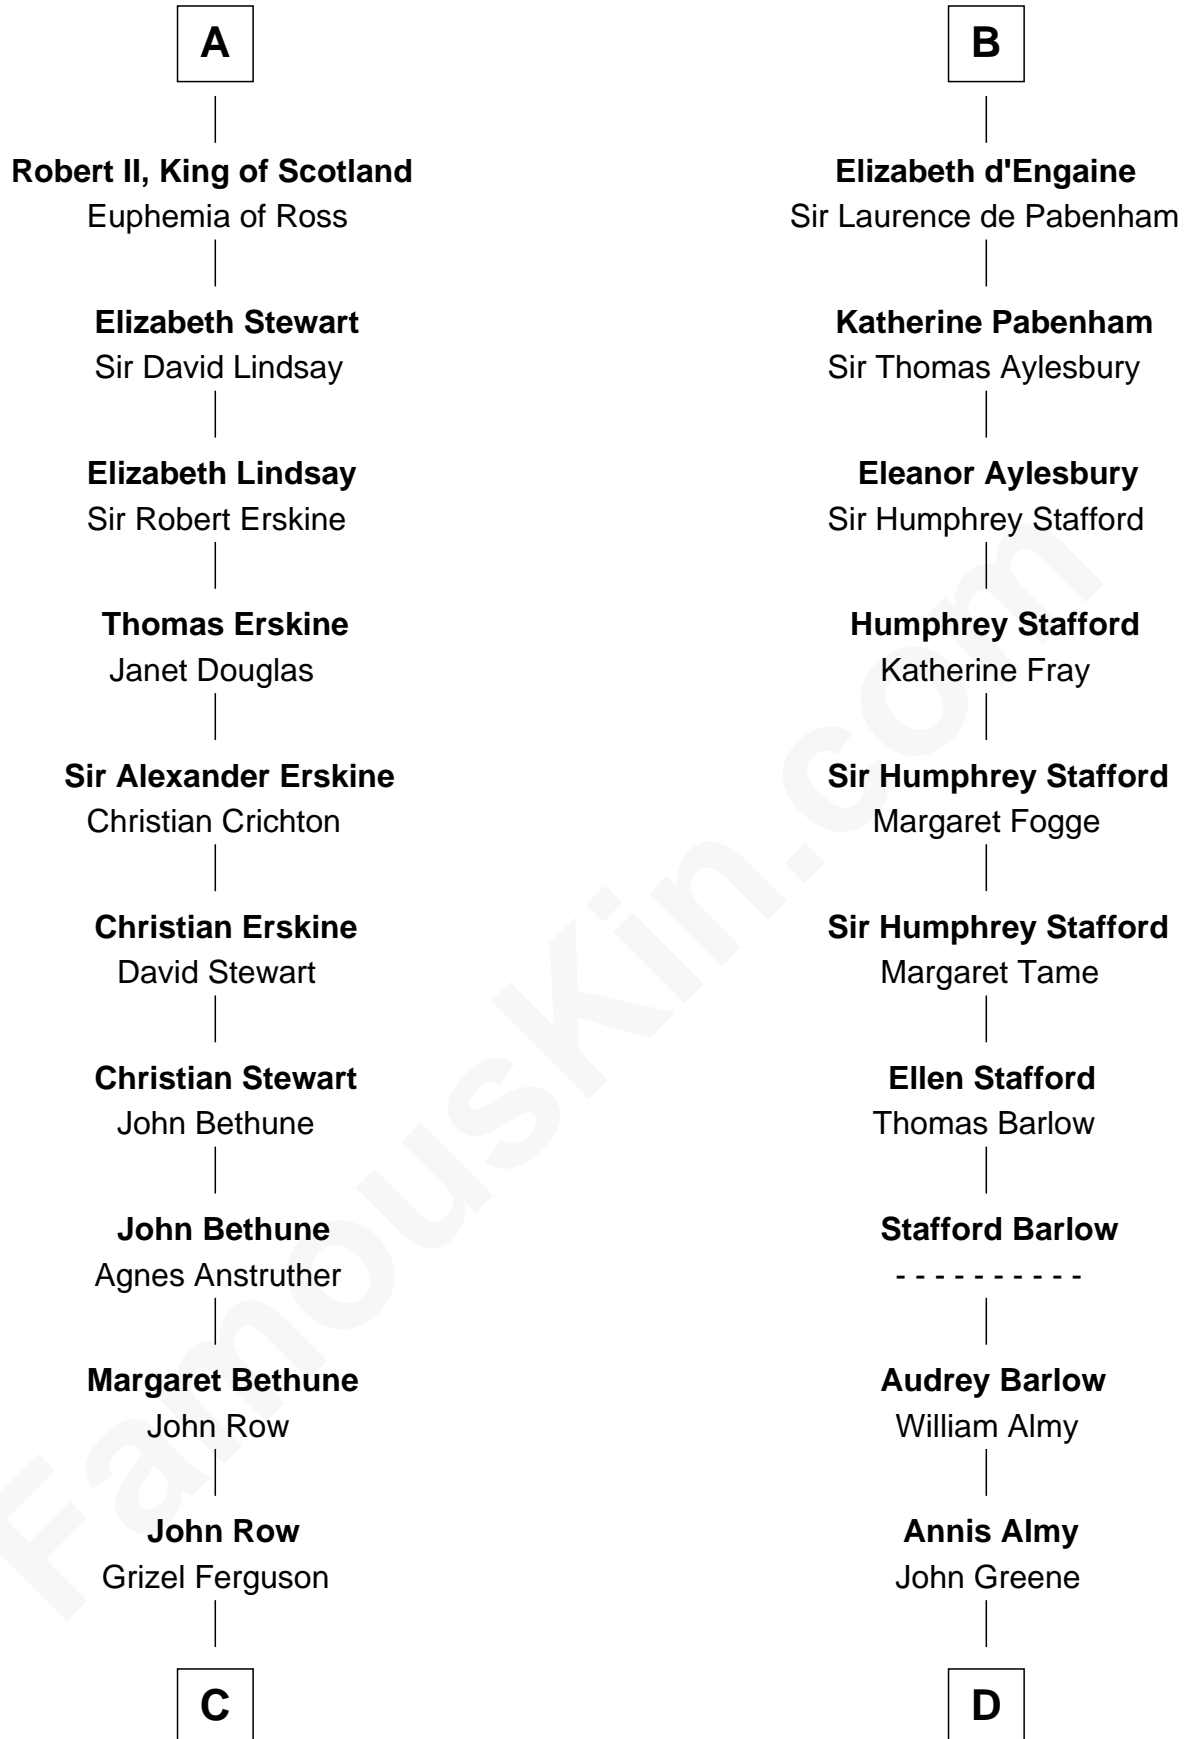 A
Robert II, King of Scotland
Euphemia of Ross
Elizabeth Stewart
Sir David Lindsay
Elizabeth Lindsay
Sir Robert Erskine
Thomas Erskine
Janet Douglas
Sir Alexander Erskine
Christian Crichton
Christian Erskine
David Stewart
Christian Stewart
John Bethune
John Bethune
Agnes Anstruther
Margaret Bethune
John Row
John Row
Grizel Ferguson
C
B
Elizabeth d'Engaine
Sir Laurence de Pabenham
Katherine Pabenham
Sir Thomas Aylesbury
Eleanor Aylesbury
Sir Humphrey Stafford
Humphrey Stafford
Katherine Fray
Sir Humphrey Stafford
Margaret Fogge
Sir Humphrey Stafford
Margaret Tame
Ellen Stafford
Thomas Barlow
Stafford Barlow
- - - - - - - - - -
Audrey Barlow
William Almy
Annis Almy
John Greene
D
FamousKin.com